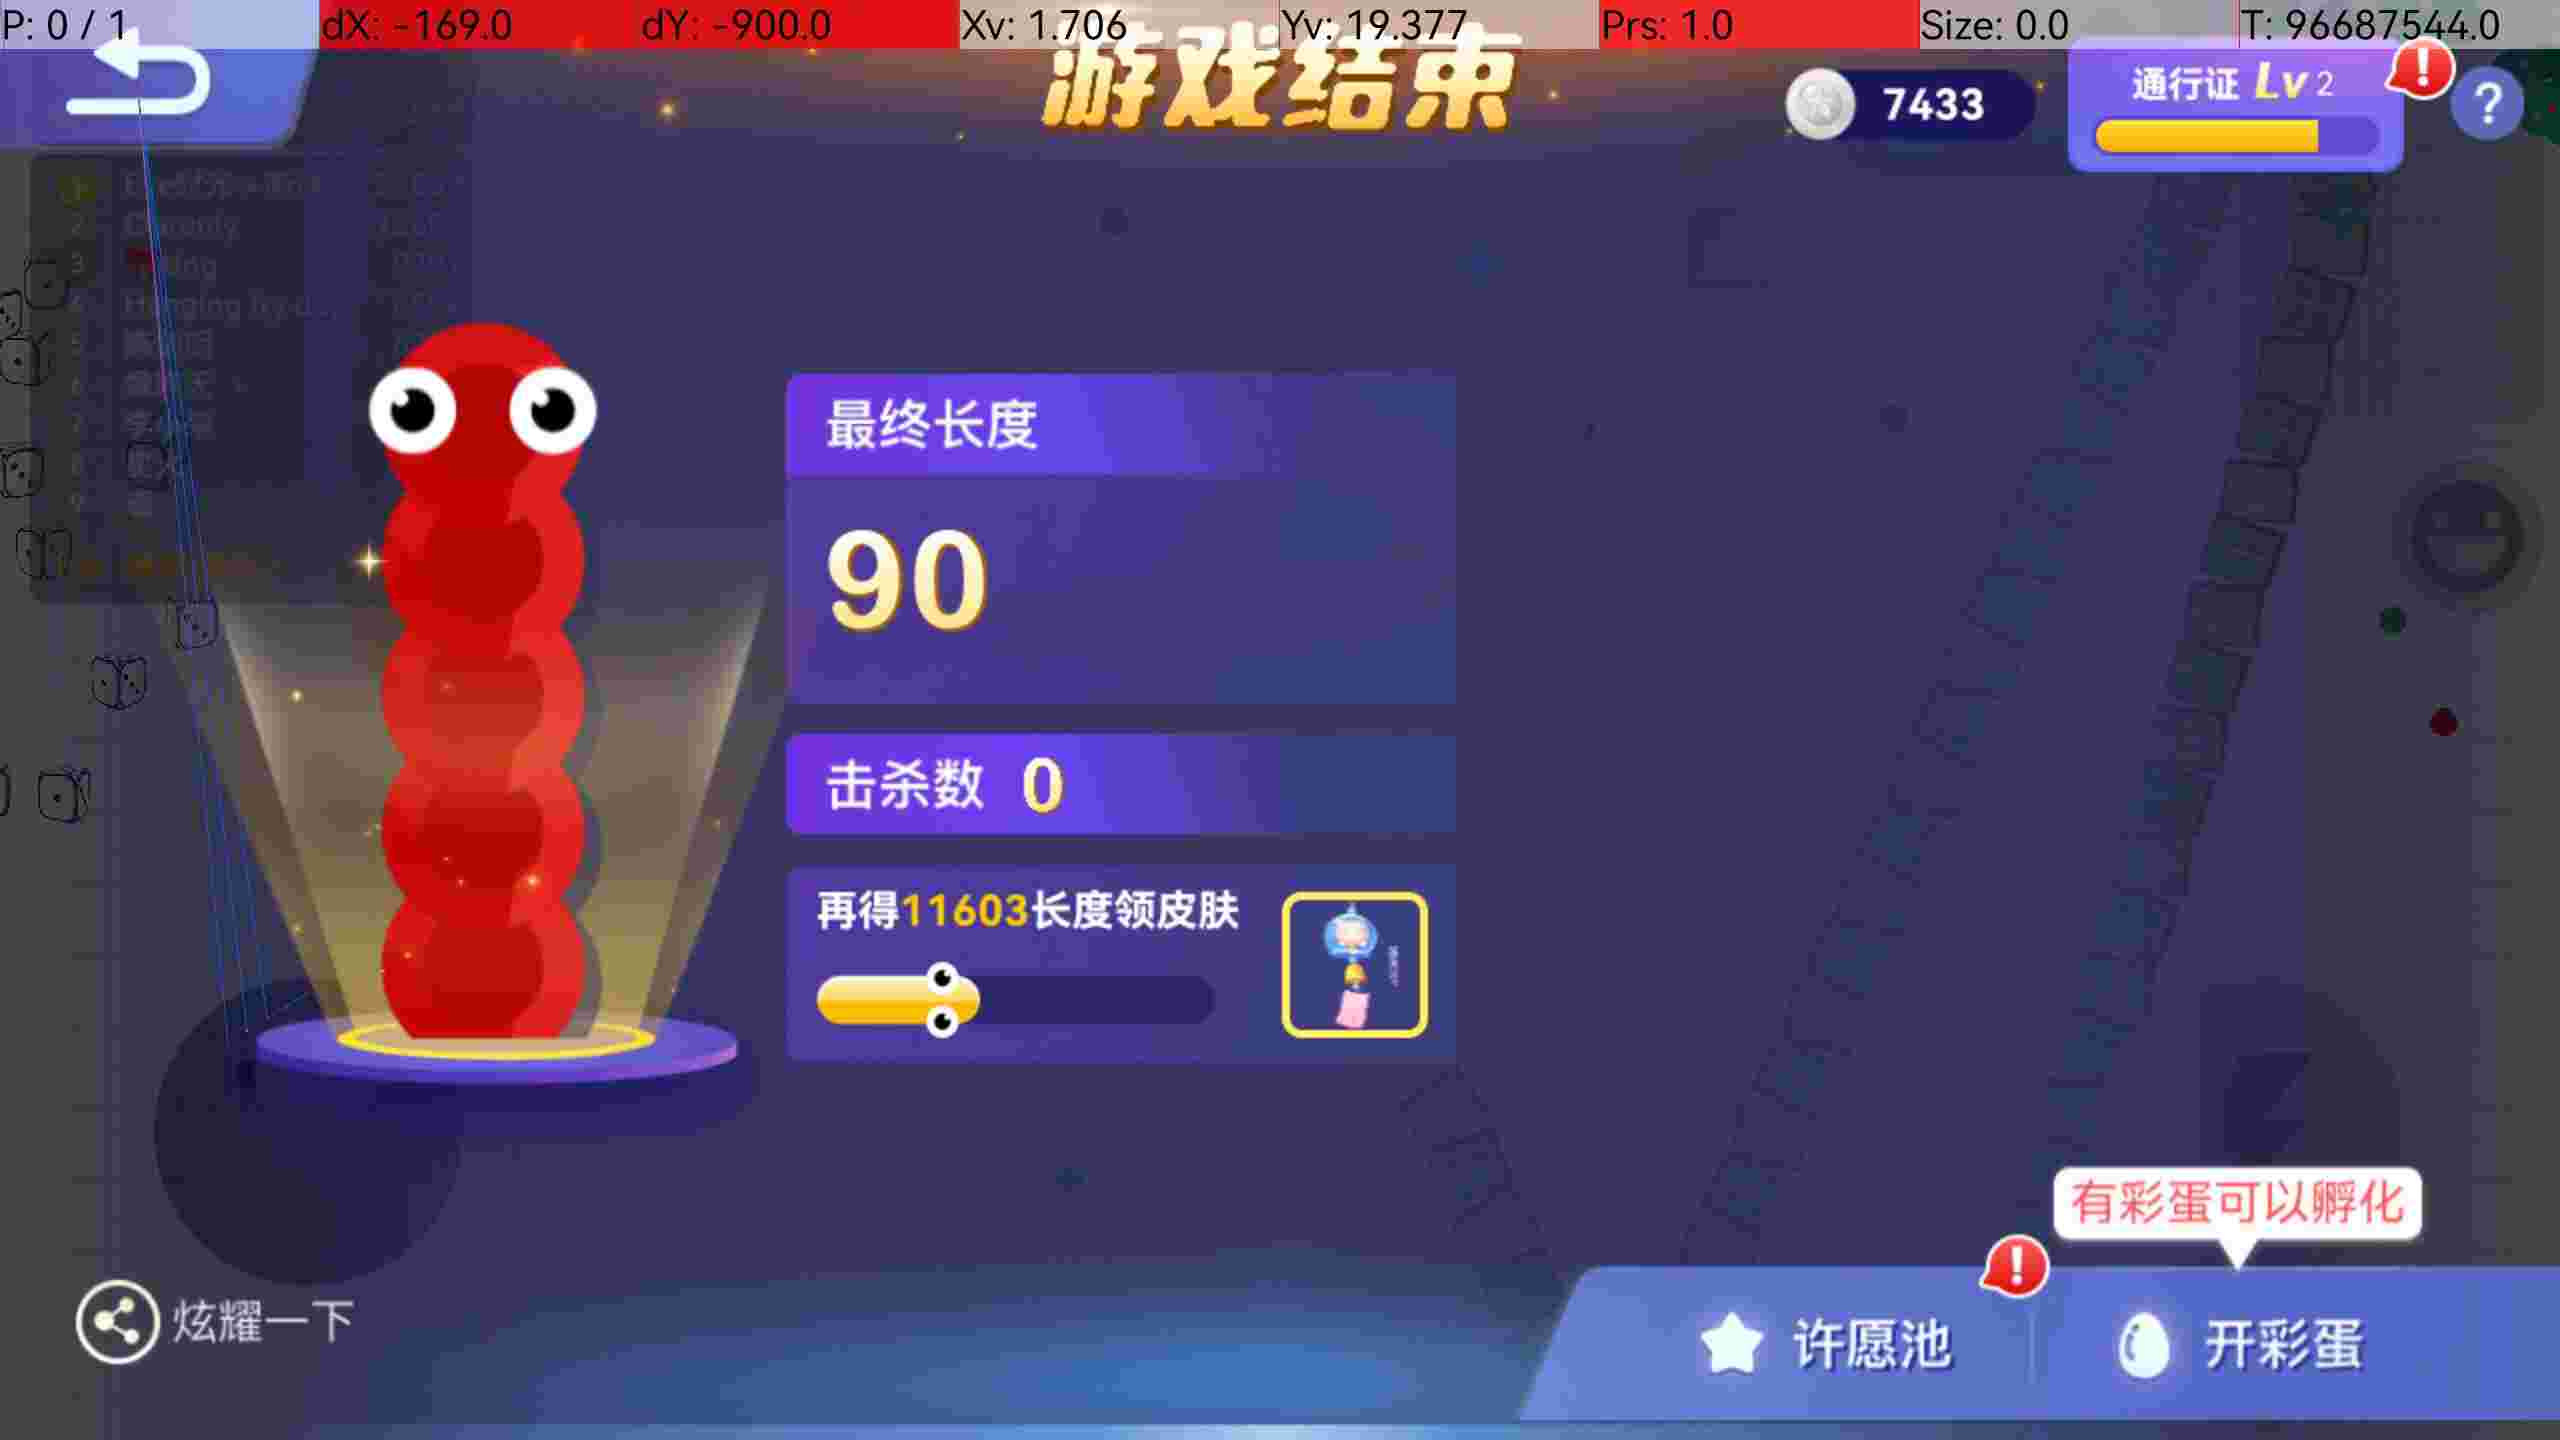 P: 0 / 1 dX: -169.0 dY: -900.0 Xv: 1.706 Yv: 19.377 Prs: 1.0 Size: 0.0 T: 96687544.0
游戏结束
7433
通行证 Lv 2
?
最终长度
90
击杀数 0
再得11603长度领皮肤
有彩蛋可以孵化
炫耀一下
许愿池
开彩蛋